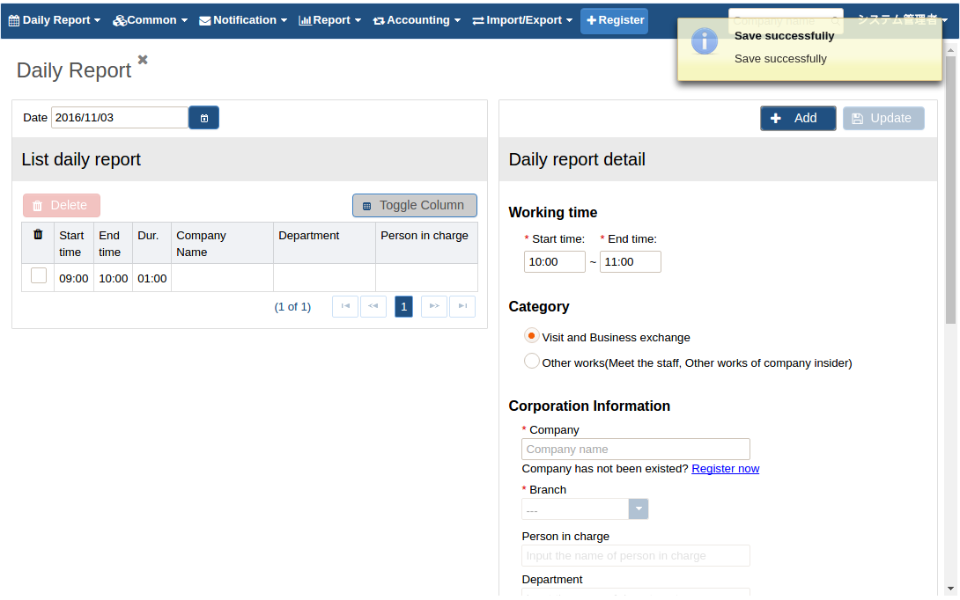 Daily Report Common Notification Report Accounting Import/Export Register システム管理者
Save successfully
Save successfully
Daily Report
Date 2016/11/03
Add Update
List daily report
Daily report detail
Delete Toggle Column
Start time End time Dur. Company Name Department Person in charge
09:00 10:00 01:00
(1 of 1) 1
Working time
* Start time: * End time:
10:00 ~ 11:00
Category
Visit and Business exchange
Other works(Meet the staff, Other works of company insider)
Corporation Information
* Company
Company name
Company has not been existed? Register now
* Branch
---
Person in charge
Input the name of person in charge
Department